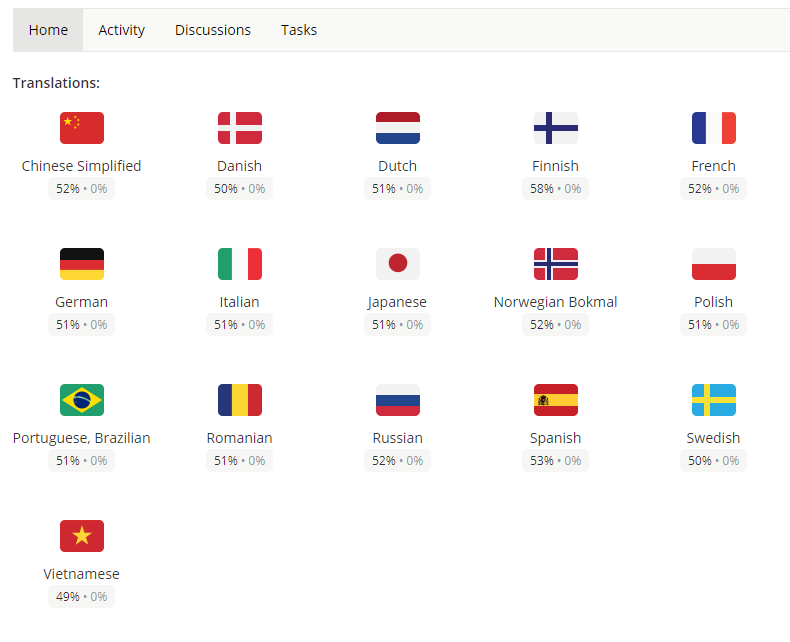 Home Activity Discussions Tasks
Translations:
Chinese Simplified Danish Dutch Finnish French
52% • 0% 50% • 0% 51% • 0% 58% • 0% 52% • 0%
German Italian Japanese Norwegian Bokmal Polish
51% • 0% 51% • 0% 51% • 0% 52% • 0% 51% • 0%
Portuguese, Brazilian Romanian Russian Spanish Swedish
51% • 0% 51% • 0% 52% • 0% 53% • 0% 50% • 0%
Vietnamese
49% • 0%